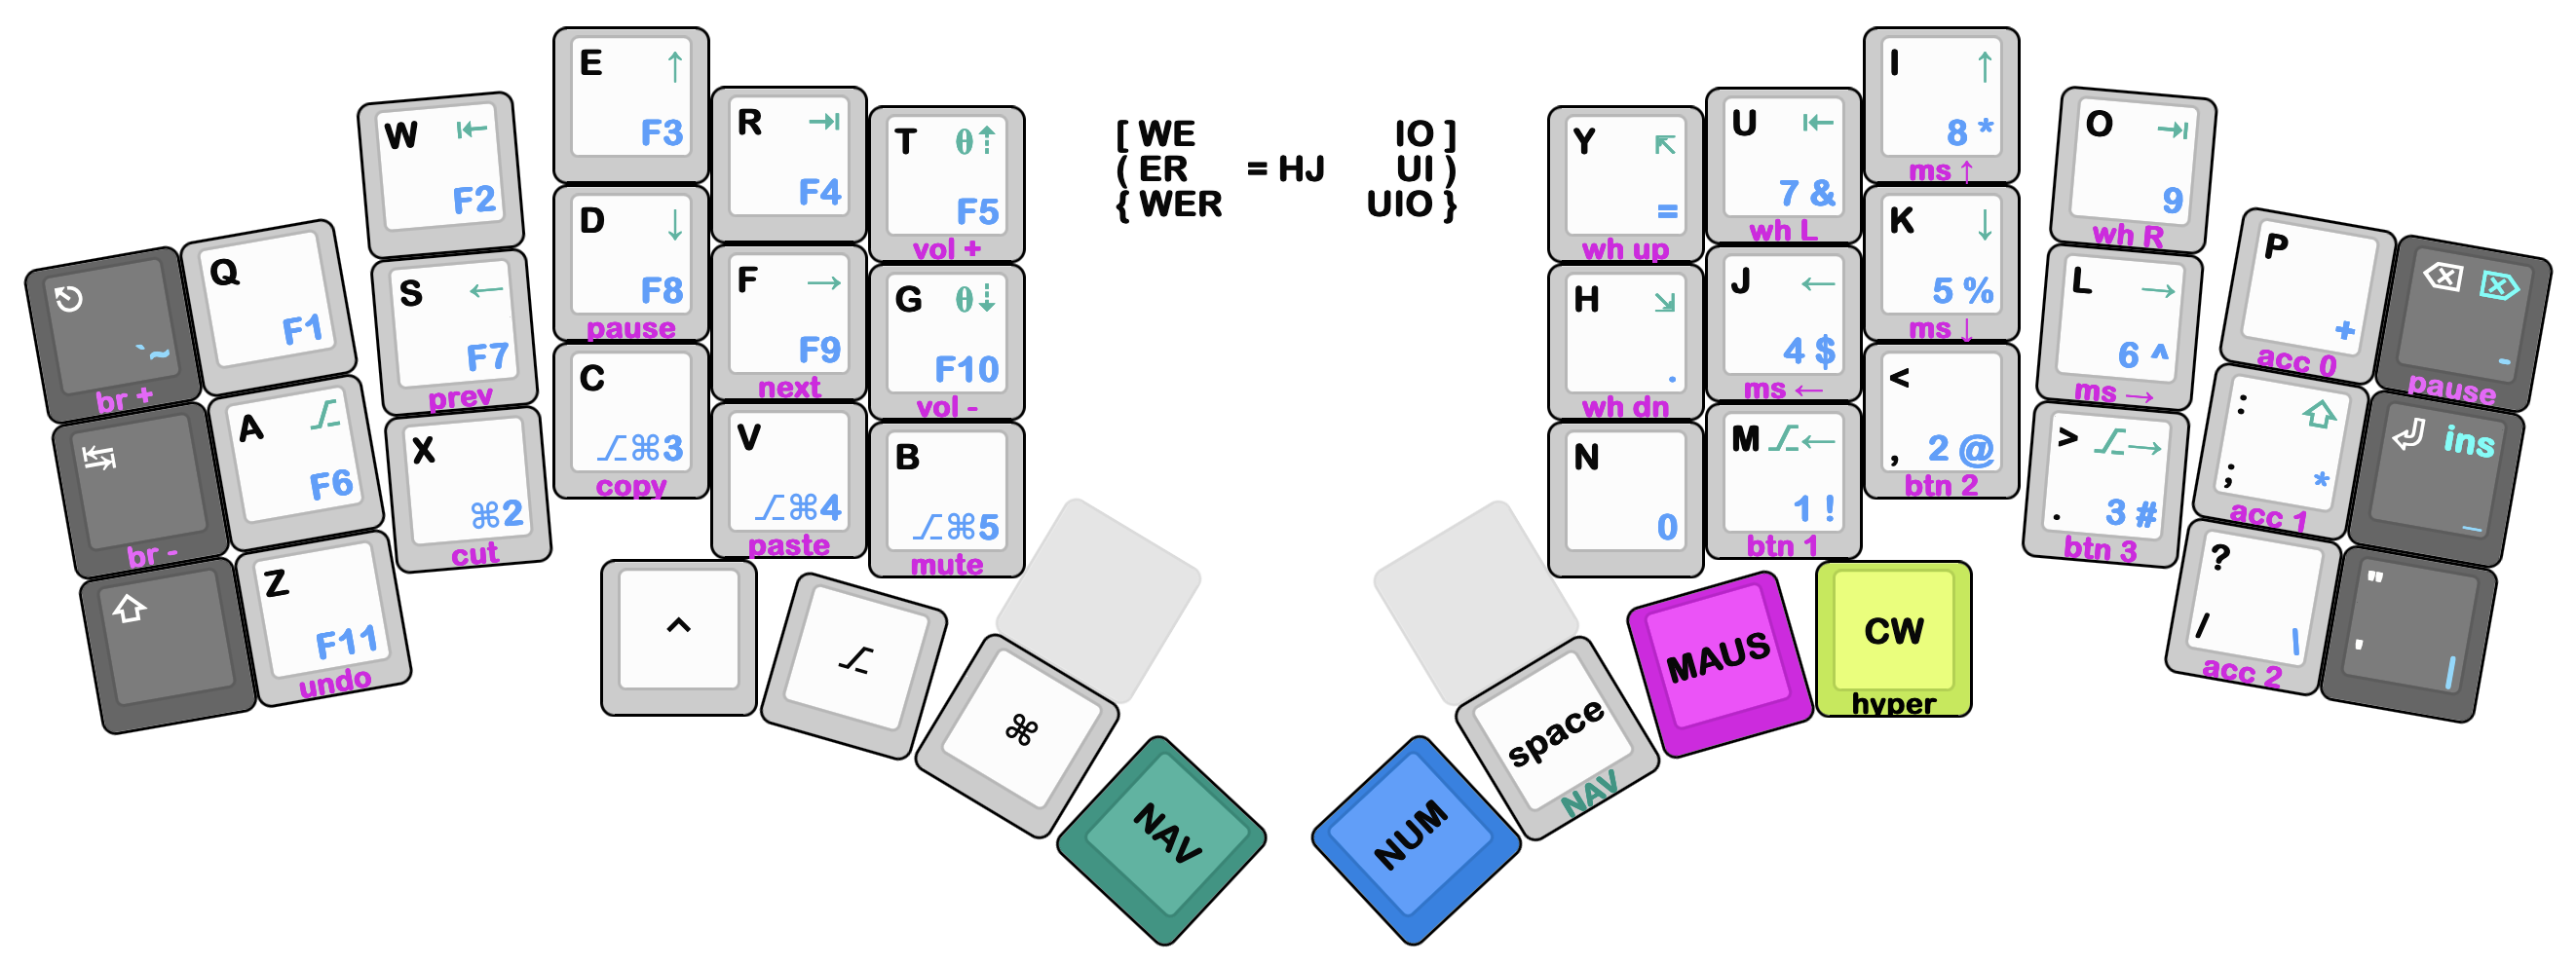 E ↑
F3
W ⇤
F2
R ⇥
F4
T θ⇡
F5
vol +
[ WE IO ]
( ER = HJ UI )
{ WER UIO }
Y ⇱
=
wh up
U ⇤
7 &
wh L
I ↑
8 *
ms ↑
O ⇥
9
wh R
Q
F1
` ~
br +
S ←
F7
prev
D ↓
F8
pause
F →
F9
next
G θ⇣
F10
vol -
H ⇲
.
wh dn
J ←
4 $
ms ←
K ↓
5 %
ms ↓
L →
6 ^
ms →
P
+
acc 0
⌫ ⌦
-
pause
⭾
br -
A ⌥
F6
X
⌘2
cut
C
⌥⌘3
copy
V
⌥⌘4
paste
B
⌥⌘5
mute
N
0
M ⌥←
1 !
btn 1
<
, 2 @
btn 2
> ⌥→
. 3 #
btn 3
: ⇧
; *
acc 1
⏎ ins
_
⇧
Z
F11
undo
^
⌥
⌘
NAV
NUM
space
NAV
MAUS
CW
hyper
?
/ |
acc 2
"
' |